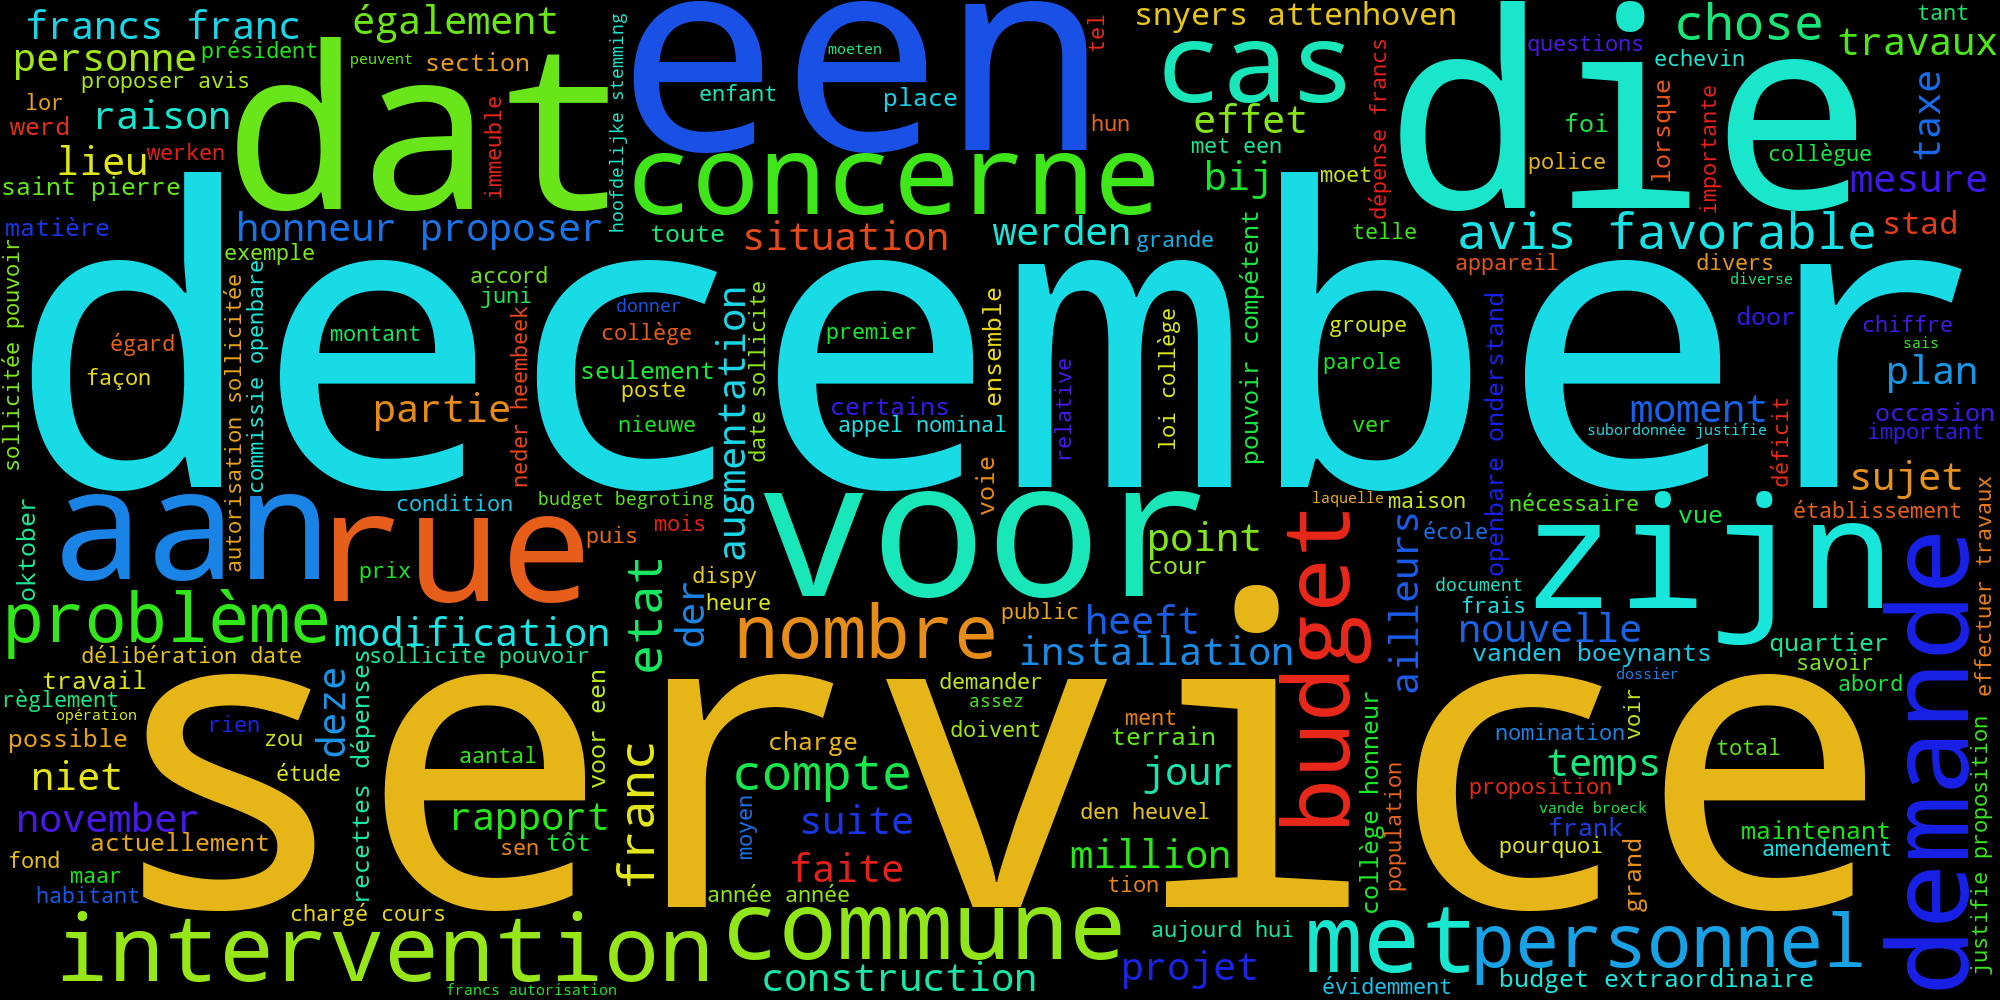 francs franc
également
snyers attenhoven
chose
tant
personne
président
peuvent
section
hoofdelijke stemming
een
moeten
tel
cas
die
questions
echevin
travaux
proposer avis
dat
enfant
place
dépense francs
lor
raison
immeuble
hun
effet
foi
lorsque
importante
taxe
werd
lieu
werken
concerne
met een
police
collègue
saint pierre
bij
moet
mesure
matière
honneur proposer
toute
situation
werden
grande
pouvoir compétent
telle
avis favorable
stad
sollicitée pouvoir
exemple
autorisation sollicitée
commissie openbare
accord
juni
december
appareil
divers
diverse
donner
augmentation
date sollicite
ensemble
loi collège
openbare onderstand
door
chiffre
égard
montant
neder heembeek
collège
premier
groupe
sais
façon
seulement
relative
parole
plan
partie
poste
certains
moment
déficit
occasion
nieuwe
appel nominal
ver
subordonnée justifie
important
aan
rue
condition
budget begroting
voie
voor
laquelle
maison
nécessaire
zijn
sujet
oktober
puis
mois
point
budget
ailleurs
école
vue
établissement
effectuer travaux
prix
etat
der
dispy
cour
document
demande
problème
modification
heure
nombre
public
heeft
frais
nouvelle
délibération date
sollicite pouvoir
installation
vanden boeynants
quartier
savoir
travail
deze
recettes dépenses
voor een
demander
dossier
abord
règlement
opération
service
assez
collège honneur
voir
possible
rien
zou
aantal
franc
charge
doivent
ment
terrain
nomination
total
justifie proposition
niet
étude
compte
jour
population
temps
november
rapport
moyen
suite
den heuvel
proposition
vande broeck
frank
maintenant
actuellement
sen
tôt
million
pourquoi
grand
amendement
fond
maar
faite
tion
habitant
année année
chargé cours
intervention
commune
aujourd hui
met
personnel
construction
projet
évidemment
budget extraordinaire
francs autorisation